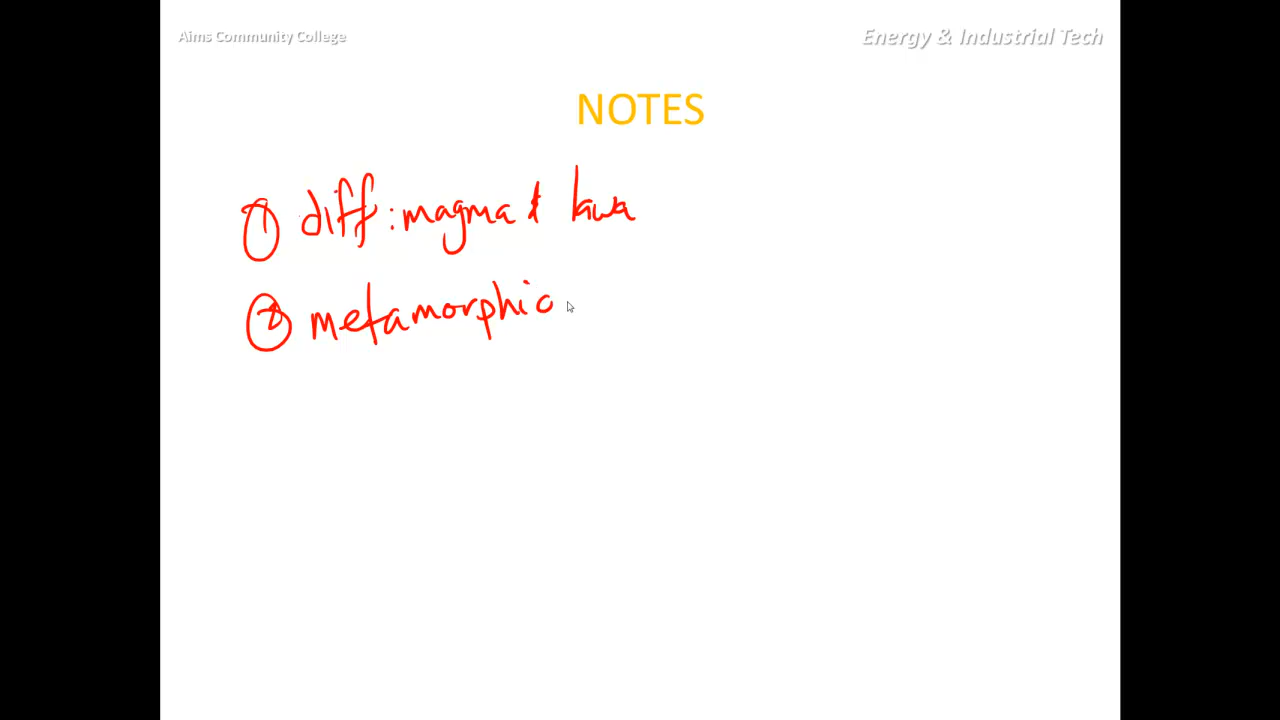 Aims Community College
Energy & Industrial Tech
NOTES
① diff: magma & lava
② metamorphic